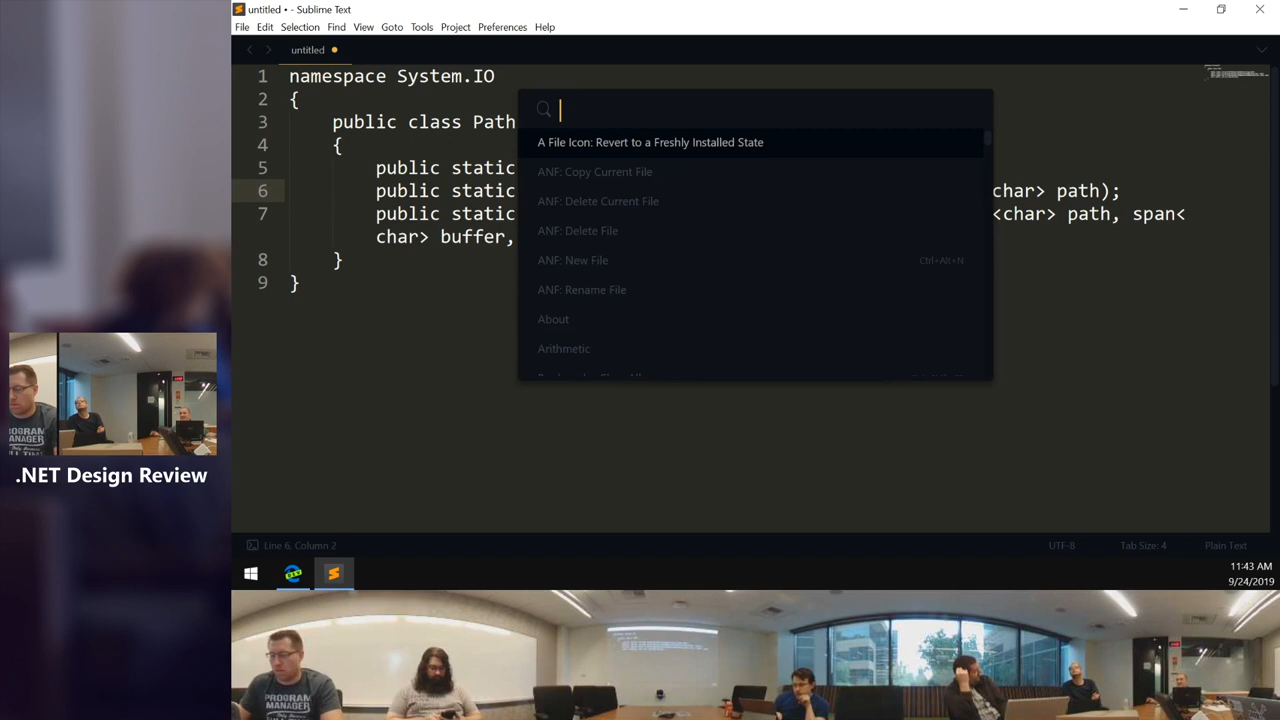 untitled • - Sublime Text
File Edit Selection Find View Goto Tools Project Preferences Help
untitled
1 namespace System.IO
2 {
3 public class Path
4 {
5 public static
6 public static char> path);
7 public static <char> path, span<
char> buffer,
8 }
9 }
A File Icon: Revert to a Freshly Installed State
ANF: Copy Current File
ANF: Delete Current File
ANF: Delete File
ANF: New File Ctrl+Alt+N
ANF: Rename File
About
Arithmetic
PROGRAM
MANAGER
.NET Design Review
Line 6, Column 2 UTF-8 Tab Size: 4 Plain Text
DEV
11:43 AM
9/24/2019
PROGRAM
MANAGER